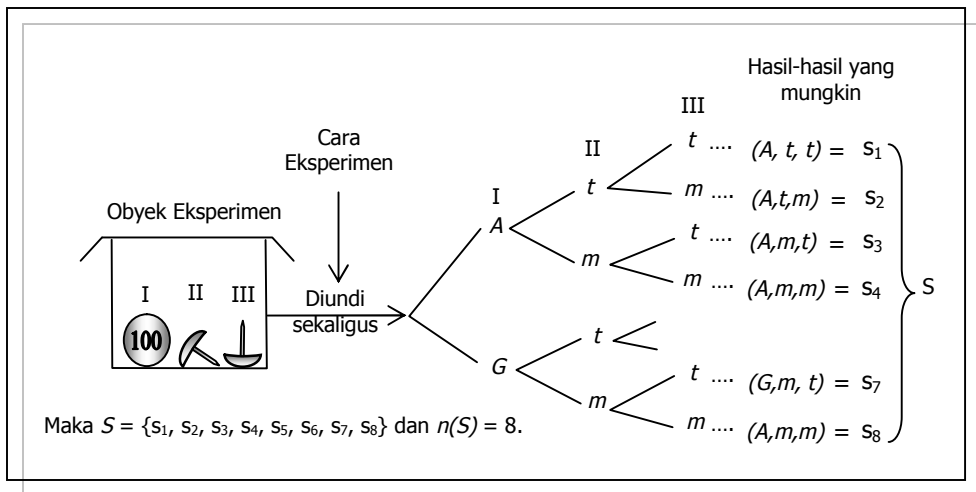 Hasil-hasil yang
mungkin
III
Cara
Eksperimen
II
t .... (A, t, t) = s₁
I
t
m .... (A,t,m) = s₂
Obyek Eksperimen
A
t .... (A,m,t) = s₃
m
I II III
Diundi
sekaligus
m .... (A,m,m) = s₄
S
100
t
G
t .... (G,m, t) = s₇
m
m .... (A,m,m) = s₈
Maka S = {s₁, s₂, s₃, s₄, s₅, s₆, s₇, s₈} dan n(S) = 8.